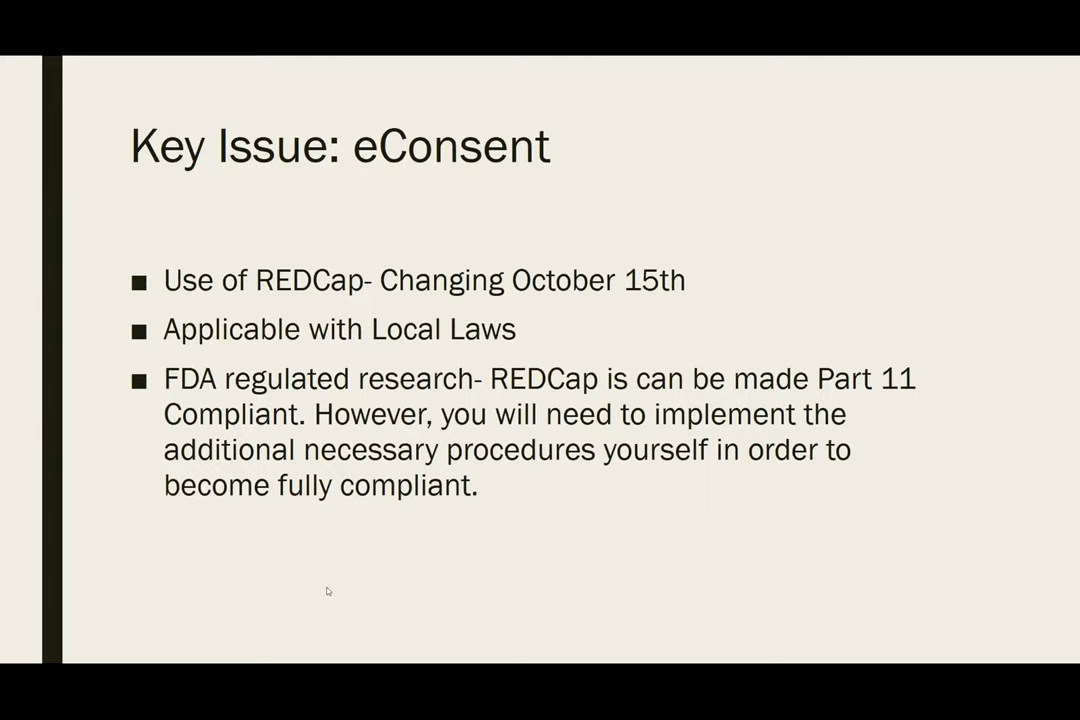 Key Issue: eConsent
■ Use of REDCap- Changing October 15th
■ Applicable with Local Laws
■ FDA regulated research- REDCap is can be made Part 11
Compliant. However, you will need to implement the
additional necessary procedures yourself in order to
become fully compliant.